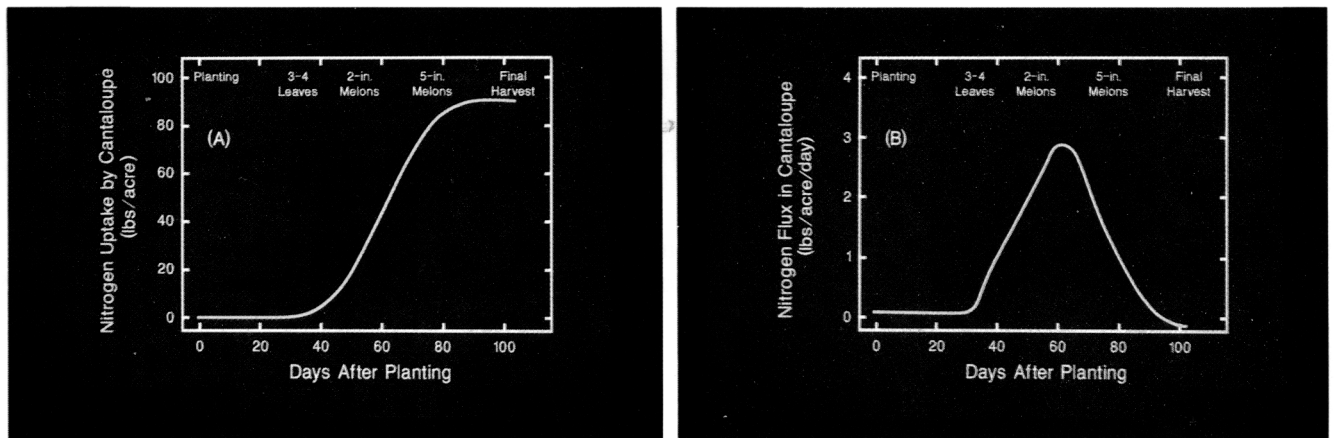 Nitrogen Uptake by Cantaloupe
(lbs/acre)
100
80
60
40
20
0
Planting
3-4
Leaves
2-in.
Melons
5-in.
Melons
Final
Harvest
(A)
0
20
40
60
80
100
Days After Planting
Nitrogen Flux in Cantaloupe
(lbs/acre/day)
4
3
2
1
0
Planting
3-4
Leaves
2-in.
Melons
5-in.
Melons
Final
Harvest
(B)
0
20
40
60
80
100
Days After Planting